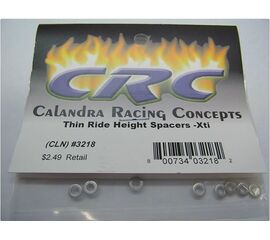 CRC
Calandra Racing Concepts
Thin Ride Height Spacers -Xti
(CLN) #3218
$2.49 Retail
8 00734 03218 2